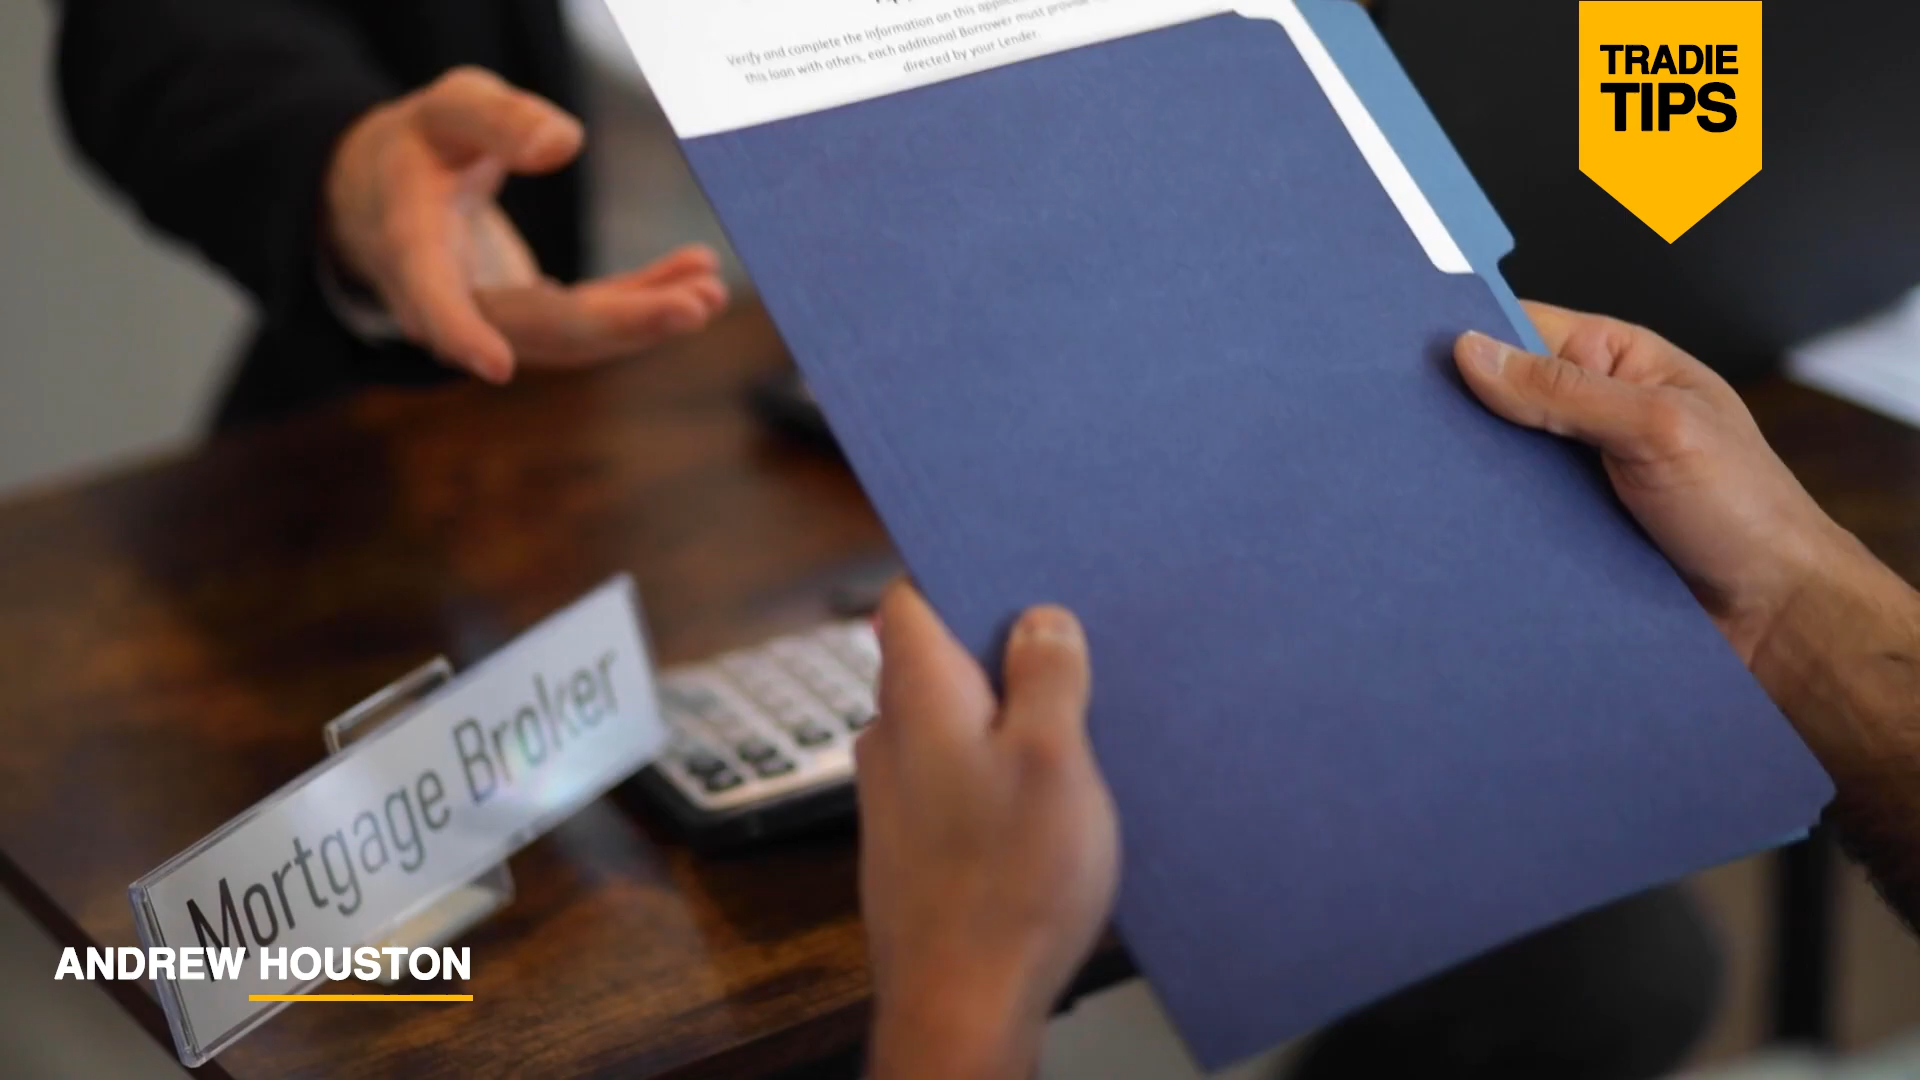 Verify and complete the information on this
this loan with others, each additional Borrower must
directed by your Lender.
TRADIE
TIPS
Mortgage Broker
ANDREW HOUSTON